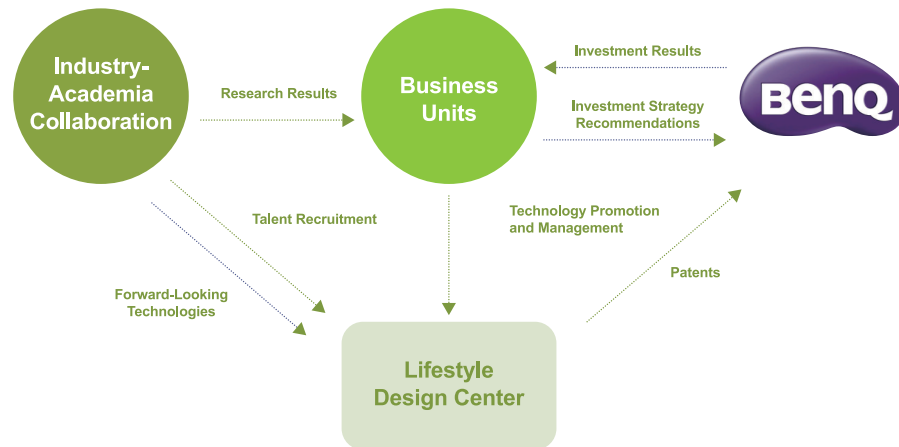 Industry-
Academia
Collaboration
Research Results
Business
Units
Investment Results
Investment Strategy
Recommendations
BenQ
Talent Recruitment
Technology Promotion
and Management
Forward-Looking
Technologies
Patents
Lifestyle
Design Center